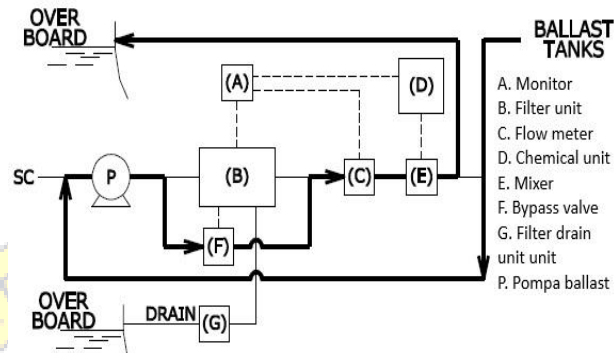 OVER
BOARD
BALLAST
TANKS
(A)
(D)
A. Monitor
B. Filter unit
C. Flow meter
D. Chemical unit
E. Mixer
F. Bypass valve
G. Filter drain
unit unit
P. Pompa ballast
SC
P
(B)
(C)
(E)
(F)
OVER
BOARD
DRAIN
(G)